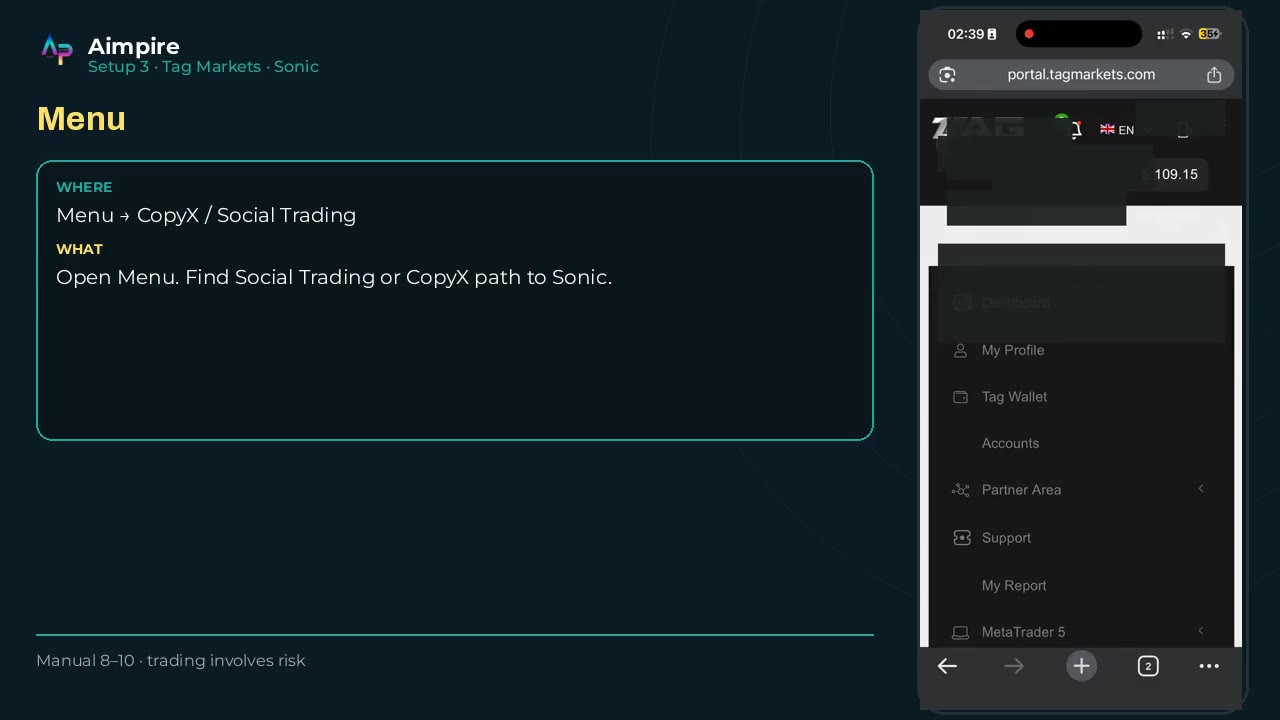 Aimpire
Setup 3 · Tag Markets · Sonic
Menu
WHERE
Menu → CopyX / Social Trading
WHAT
Open Menu. Find Social Trading or CopyX path to Sonic.
Manual 8–10 · trading involves risk
02:39
35
portal.tagmarkets.com
TAG
EN
$ 109.15
Dashboard
My Profile
Tag Wallet
Accounts
Partner Area
Support
My Report
MetaTrader 5
2